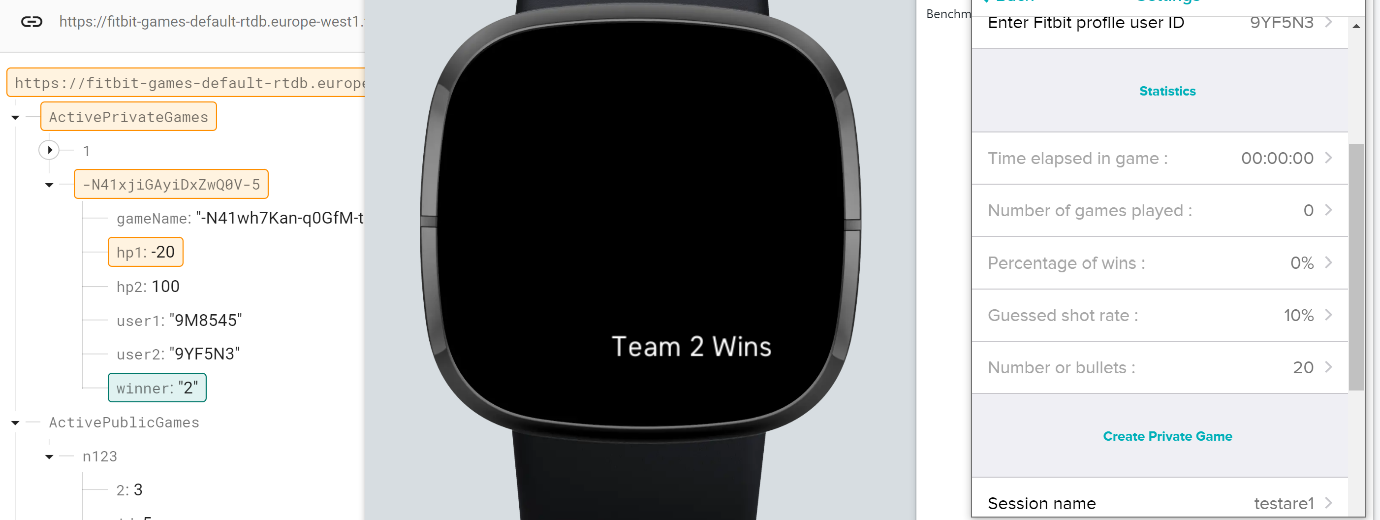 https://fitbit-games-default-rtdb.europe-west1.
https://fitbit-games-default-rtdb.europe
ActivePrivateGames
1
-N41xjiGAyiDxZwQ0V-5
gameName: "-N41wh7Kan-q0GfM-t
hp1: -20
hp2: 100
user1: "9M8545"
user2: "9YF5N3"
winner: "2"
ActivePublicGames
n123
2: 3
Team 2 Wins
Benchm
Settings
Enter Fitbit profile user ID 9YF5N3
Statistics
Time elapsed in game : 00:00:00
Number of games played : 0
Percentage of wins : 0%
Guessed shot rate : 10%
Number or bullets : 20
Create Private Game
Session name testare1